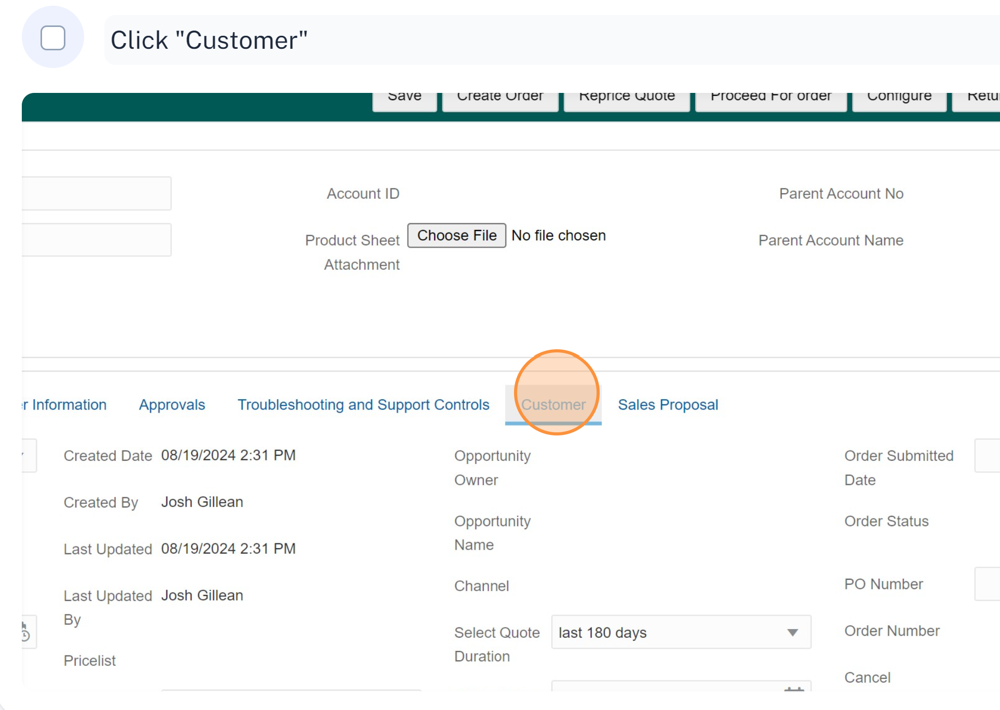 Click "Customer"
Save Create Order Reprice Quote Proceed For order Configure
Account ID Parent Account No
Product Sheet Choose File No file chosen Parent Account Name
Attachment
Information Approvals Troubleshooting and Support Controls Customer Sales Proposal
Created Date 08/19/2024 2:31 PM Opportunity Order Submitted
Owner Date
Created By Josh Gillean
Opportunity Order Status
Name
Last Updated 08/19/2024 2:31 PM
Channel PO Number
Last Updated Josh Gillean
By
Select Quote last 180 days Order Number
Duration
Pricelist
Cancel